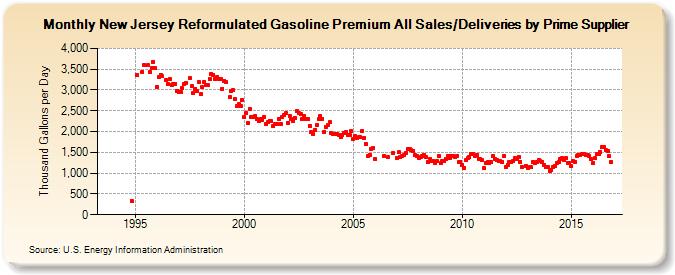 Monthly New Jersey Reformulated Gasoline Premium All Sales/Deliveries by Prime Supplier
Thousand Gallons per Day
4,000
3,500
3,000
2,500
2,000
1,500
1,000
500
0
1995 2000 2005 2010 2015
Source: U.S. Energy Information Administration